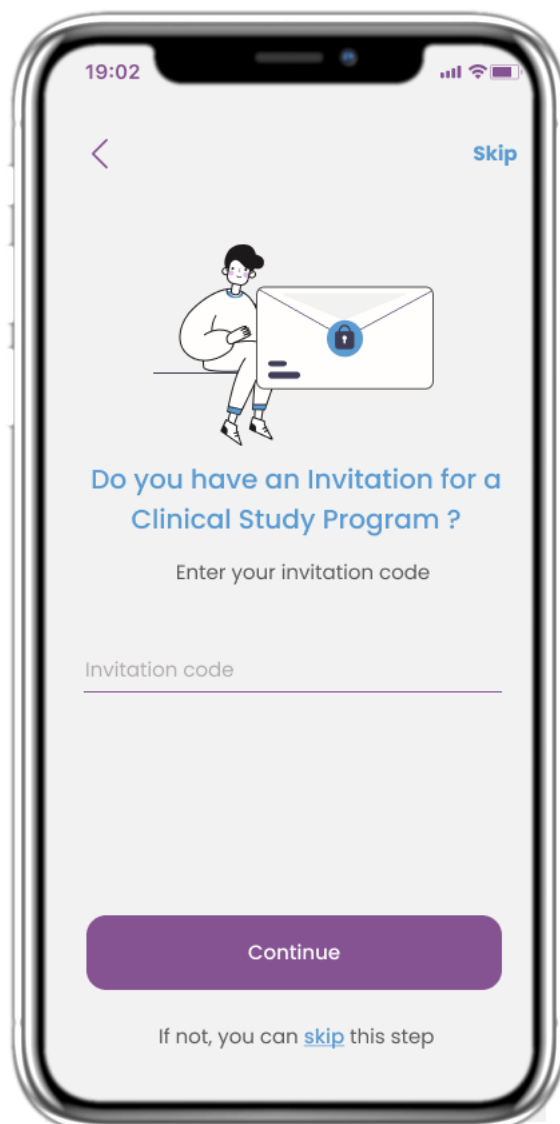 19:02
Skip
Do you have an Invitation for a
Clinical Study Program ?
Enter your invitation code
Invitation code
Continue
If not, you can skip this step